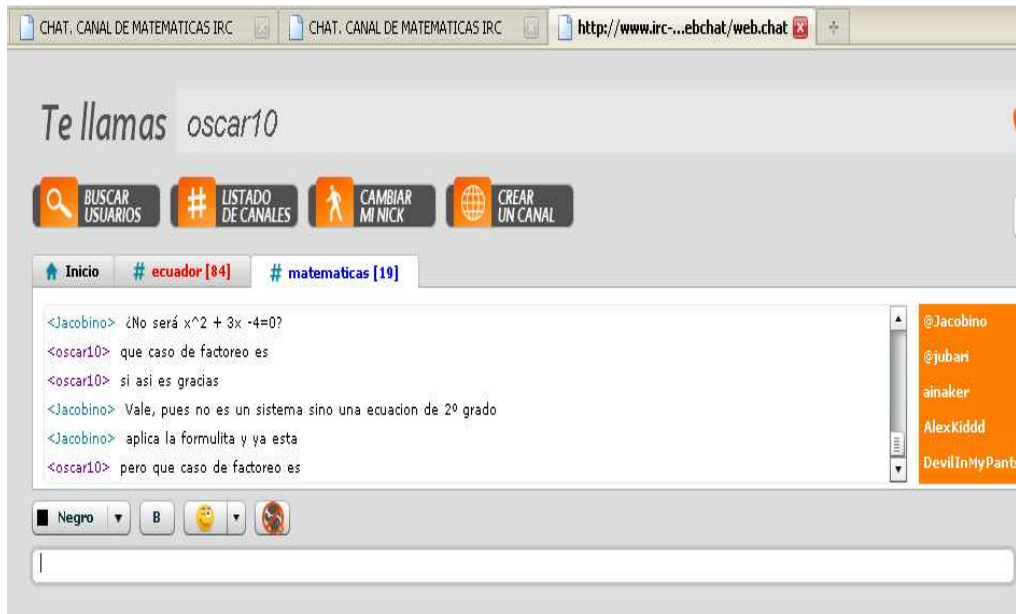 CHAT. CANAL DE MATEMATICAS IRC
CHAT. CANAL DE MATEMATICAS IRC
http://www.irc-...ebchat/web.chat
Te llamas oscar10
BUSCAR
USUARIOS
LISTADO
DE CANALES
CAMBIAR
MI NICK
CREAR
UN CANAL
Inicio
# ecuador [84]
# matematicas [19]
<Jacobino> ¿No será x^2 + 3x -4=0?
<oscar10> que caso de factoreo es
<oscar10> si asi es gracias
<Jacobino> Vale, pues no es un sistema sino una ecuacion de 2º grado
<Jacobino> aplica la formulita y ya esta
<oscar10> pero que caso de factoreo es
@Jacobino
@jubari
ainaker
AlexKiddd
DevilInMyPants
Negro
B